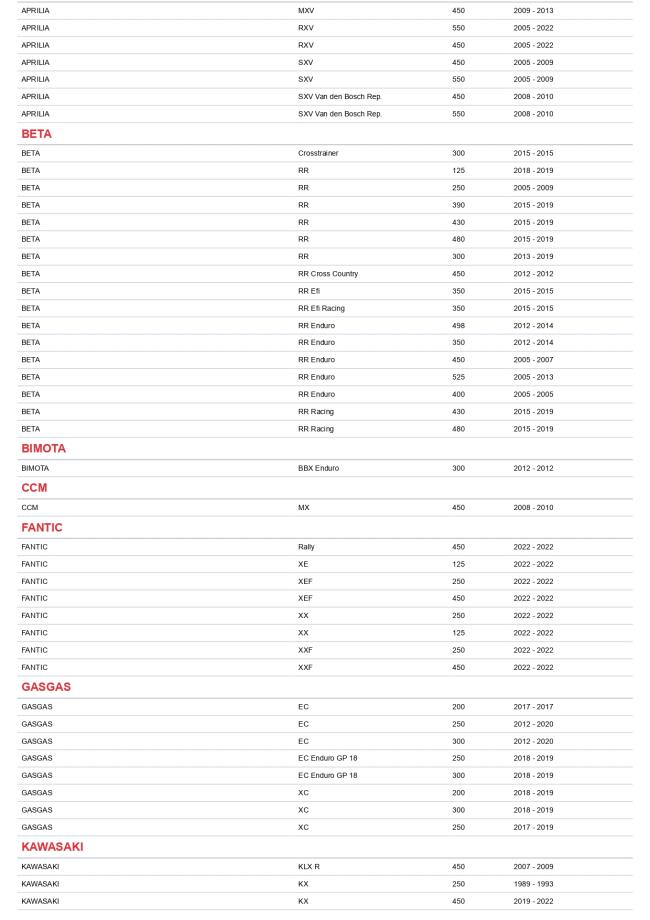 APRILIA MXV 450 2009 - 2013
APRILIA RXV 550 2005 - 2022
APRILIA RXV 450 2005 - 2022
APRILIA SXV 450 2005 - 2009
APRILIA SXV 550 2005 - 2009
APRILIA SXV Van den Bosch Rep. 450 2008 - 2010
APRILIA SXV Van den Bosch Rep. 550 2008 - 2010
BETA
BETA Crosstrainer 300 2015 - 2015
BETA RR 125 2018 - 2019
BETA RR 250 2005 - 2009
BETA RR 390 2015 - 2019
BETA RR 430 2015 - 2019
BETA RR 480 2015 - 2019
BETA RR 300 2013 - 2019
BETA RR Cross Country 450 2012 - 2012
BETA RR Efi 350 2015 - 2015
BETA RR Efi Racing 350 2015 - 2015
BETA RR Enduro 498 2012 - 2014
BETA RR Enduro 350 2012 - 2014
BETA RR Enduro 450 2005 - 2007
BETA RR Enduro 525 2005 - 2013
BETA RR Enduro 400 2005 - 2005
BETA RR Racing 430 2015 - 2019
BETA RR Racing 480 2015 - 2019
BIMOTA
BIMOTA BBX Enduro 300 2012 - 2012
CCM
CCM MX 450 2008 - 2010
FANTIC
FANTIC Rally 450 2022 - 2022
FANTIC XE 125 2022 - 2022
FANTIC XEF 250 2022 - 2022
FANTIC XEF 450 2022 - 2022
FANTIC XX 250 2022 - 2022
FANTIC XX 125 2022 - 2022
FANTIC XXF 250 2022 - 2022
FANTIC XXF 450 2022 - 2022
GASGAS
GASGAS EC 200 2017 - 2017
GASGAS EC 250 2012 - 2020
GASGAS EC 300 2012 - 2020
GASGAS EC Enduro GP 18 250 2018 - 2019
GASGAS EC Enduro GP 18 300 2018 - 2019
GASGAS XC 200 2018 - 2019
GASGAS XC 300 2018 - 2019
GASGAS XC 250 2017 - 2019
KAWASAKI
KAWASAKI KLX R 450 2007 - 2009
KAWASAKI KX 250 1989 - 1993
KAWASAKI KX 450 2019 - 2022